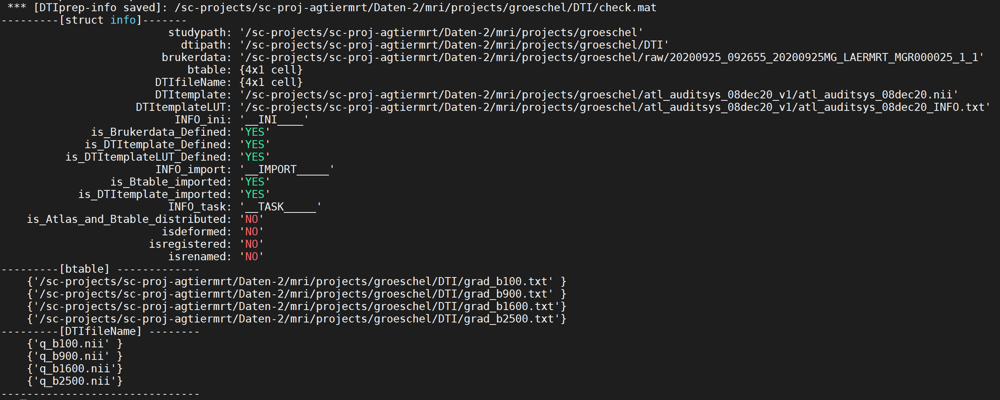 *** [DTIprep-info saved]: /sc-projects/sc-proj-agtiermrt/Daten-2/mri/projects/groeschel/DTI/check.mat
---------[struct info]-------
studypath: '/sc-projects/sc-proj-agtiermrt/Daten-2/mri/projects/groeschel'
dtipath: '/sc-projects/sc-proj-agtiermrt/Daten-2/mri/projects/groeschel/DTI'
brukerdata: '/sc-projects/sc-proj-agtiermrt/Daten-2/mri/projects/groeschel/raw/20200925_092655_20200925MG_LAERMRT_MGR000025_1_1'
btable: {4x1 cell}
DTIfileName: {4x1 cell}
DTItemplate: '/sc-projects/sc-proj-agtiermrt/Daten-2/mri/projects/groeschel/atl_auditsys_08dec20_v1/atl_auditsys_08dec20.nii'
DTItemplateLUT: '/sc-projects/sc-proj-agtiermrt/Daten-2/mri/projects/groeschel/atl_auditsys_08dec20_v1/atl_auditsys_08dec20_INFO.txt'
INFO_ini: '__INI____'
is_Brukerdata_Defined: 'YES'
is_DTItemplate_Defined: 'YES'
is_DTItemplateLUT_Defined: 'YES'
INFO_import: '__IMPORT_____'
is_Btable_imported: 'YES'
is_DTItemplate_imported: 'YES'
INFO_task: '__TASK_____'
is_Atlas_and_Btable_distributed: 'NO'
isdeformed: 'NO'
isregistered: 'NO'
isrenamed: 'NO'
---------[btable] -------------
{'/sc-projects/sc-proj-agtiermrt/Daten-2/mri/projects/groeschel/DTI/grad_b100.txt' }
{'/sc-projects/sc-proj-agtiermrt/Daten-2/mri/projects/groeschel/DTI/grad_b900.txt' }
{'/sc-projects/sc-proj-agtiermrt/Daten-2/mri/projects/groeschel/DTI/grad_b1600.txt'}
{'/sc-projects/sc-proj-agtiermrt/Daten-2/mri/projects/groeschel/DTI/grad_b2500.txt'}
---------[DTIfileName] --------
{'q_b100.nii' }
{'q_b900.nii' }
{'q_b1600.nii'}
{'q_b2500.nii'}
-------------------------------